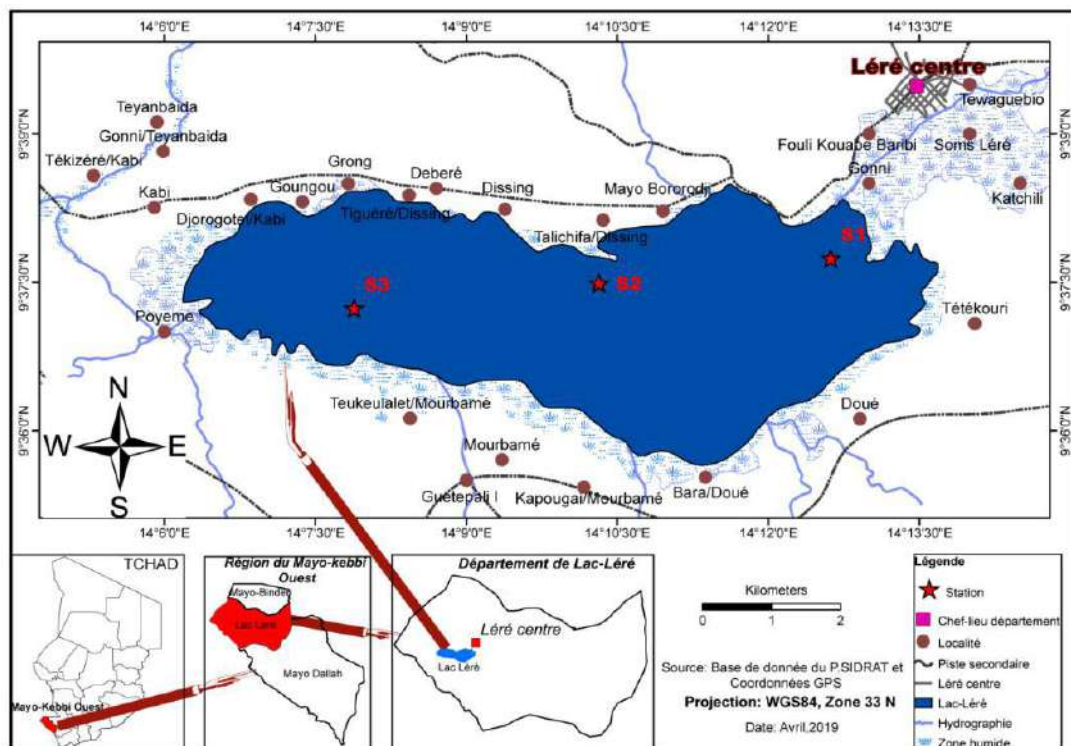 14°6'0"E 14°7'30"E 14°9'0"E 14°10'30"E 14°12'0"E 14°13'30"E
Léré centre
Teyanbaida
Tewaguebio
9°39'0"N
9°39'0"N
Gonni/Teyanbaida
Fouli Kouabe Baribi
Soms Léré
Tékizéré/Kabi
Grong
Deberé
Gonni
Kabi
Goungou
Dissing
Mayo Bororodji
Katchili
Djorogotel/Kabi
Tiguéré/Dissing
Talichifa/Dissing
S1
9°37'30"N
S3
S2
9°37'30"N
Poyeme
Tétékouri
N
Teukeulalet/Mourbamé
Doué
9°36'0"N
W E
9°36'0"N
Mourbamé
S
Guétépali I
Kapougai/Mourbamé
Bara/Doué
14°6'0"E 14°7'30"E 14°9'0"E 14°10'30"E 14°12'0"E 14°13'30"E
TCHAD
Mayo-Kebbi Ouest
Région du Mayo-kebbi
Ouest
Mayo-Binder
Lac Léré
Mayo Dallah
Département de Lac-Léré
Léré centre
Lac Léré
Kilometers
0 1 2
Source: Base de donnée du P.SIDRAT et
Coordonnées GPS
Projection: WGS84, Zone 33 N
Date: Avril,2019
Légende
Station
Chef-lieu département
Localité
Piste secondaire
Léré centre
Lac-Léré
Hydrographie
Zone humide